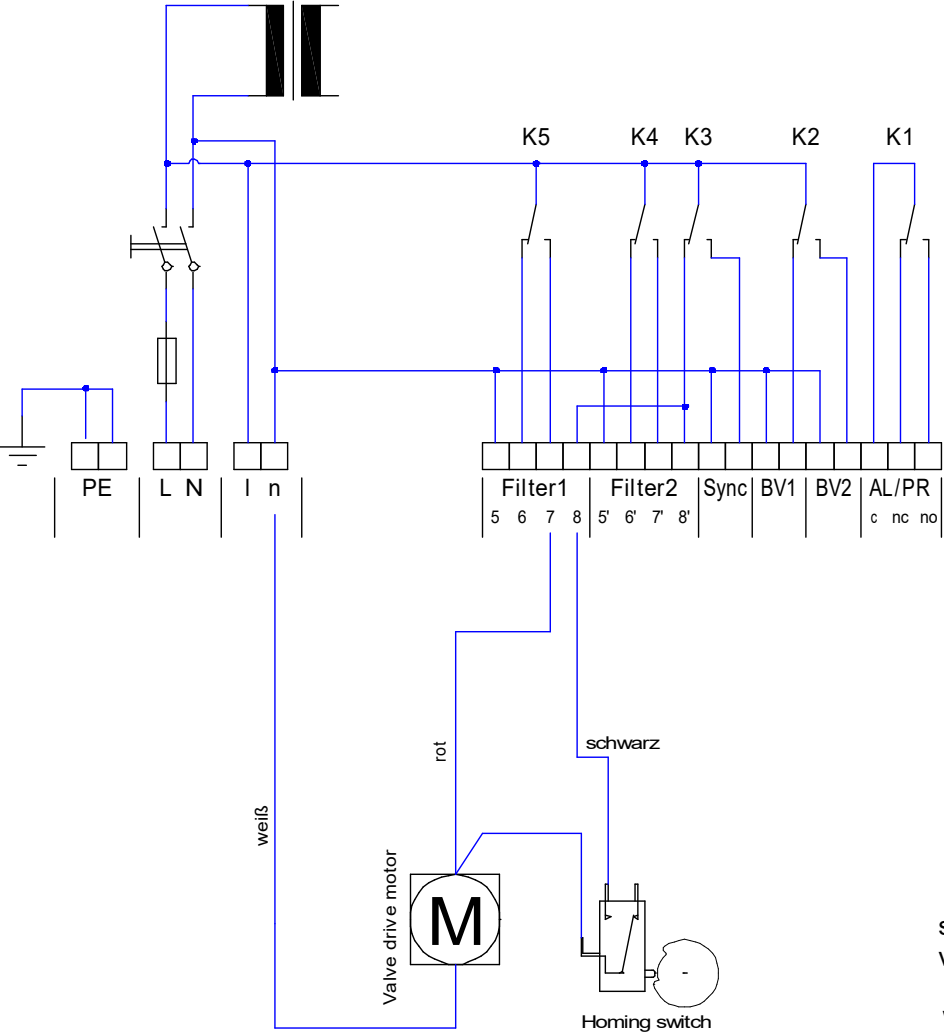 K5 K4 K3 K2 K1
PE L N l n Filter1 Filter2 Sync BV1 BV2 AL/PR
5 6 7 8 5' 6' 7' 8' c nc no
rot
schwarz
weiß
Valve drive motor
M
Homing switch